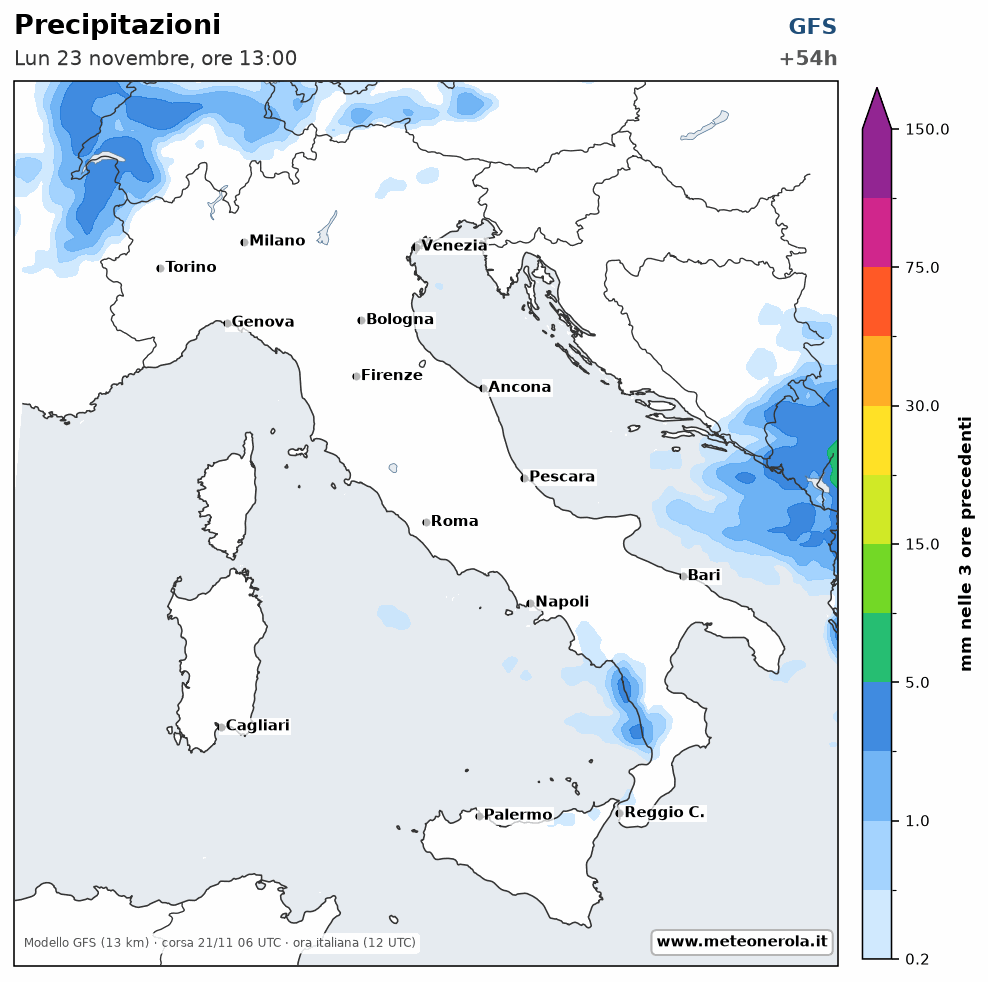 Precipitazioni
GFS
Lun 23 novembre, ore 13:00
+54h
150.0
75.0
30.0
15.0
5.0
1.0
0.2
mm nelle 3 ore precedenti
Milano
Venezia
Torino
Genova
Bologna
Firenze
Ancona
Pescara
Roma
Bari
Napoli
Cagliari
Palermo
Reggio C.
Modello GFS (13 km) · corsa 21/11 06 UTC · ora italiana (12 UTC)
www.meteonerola.it